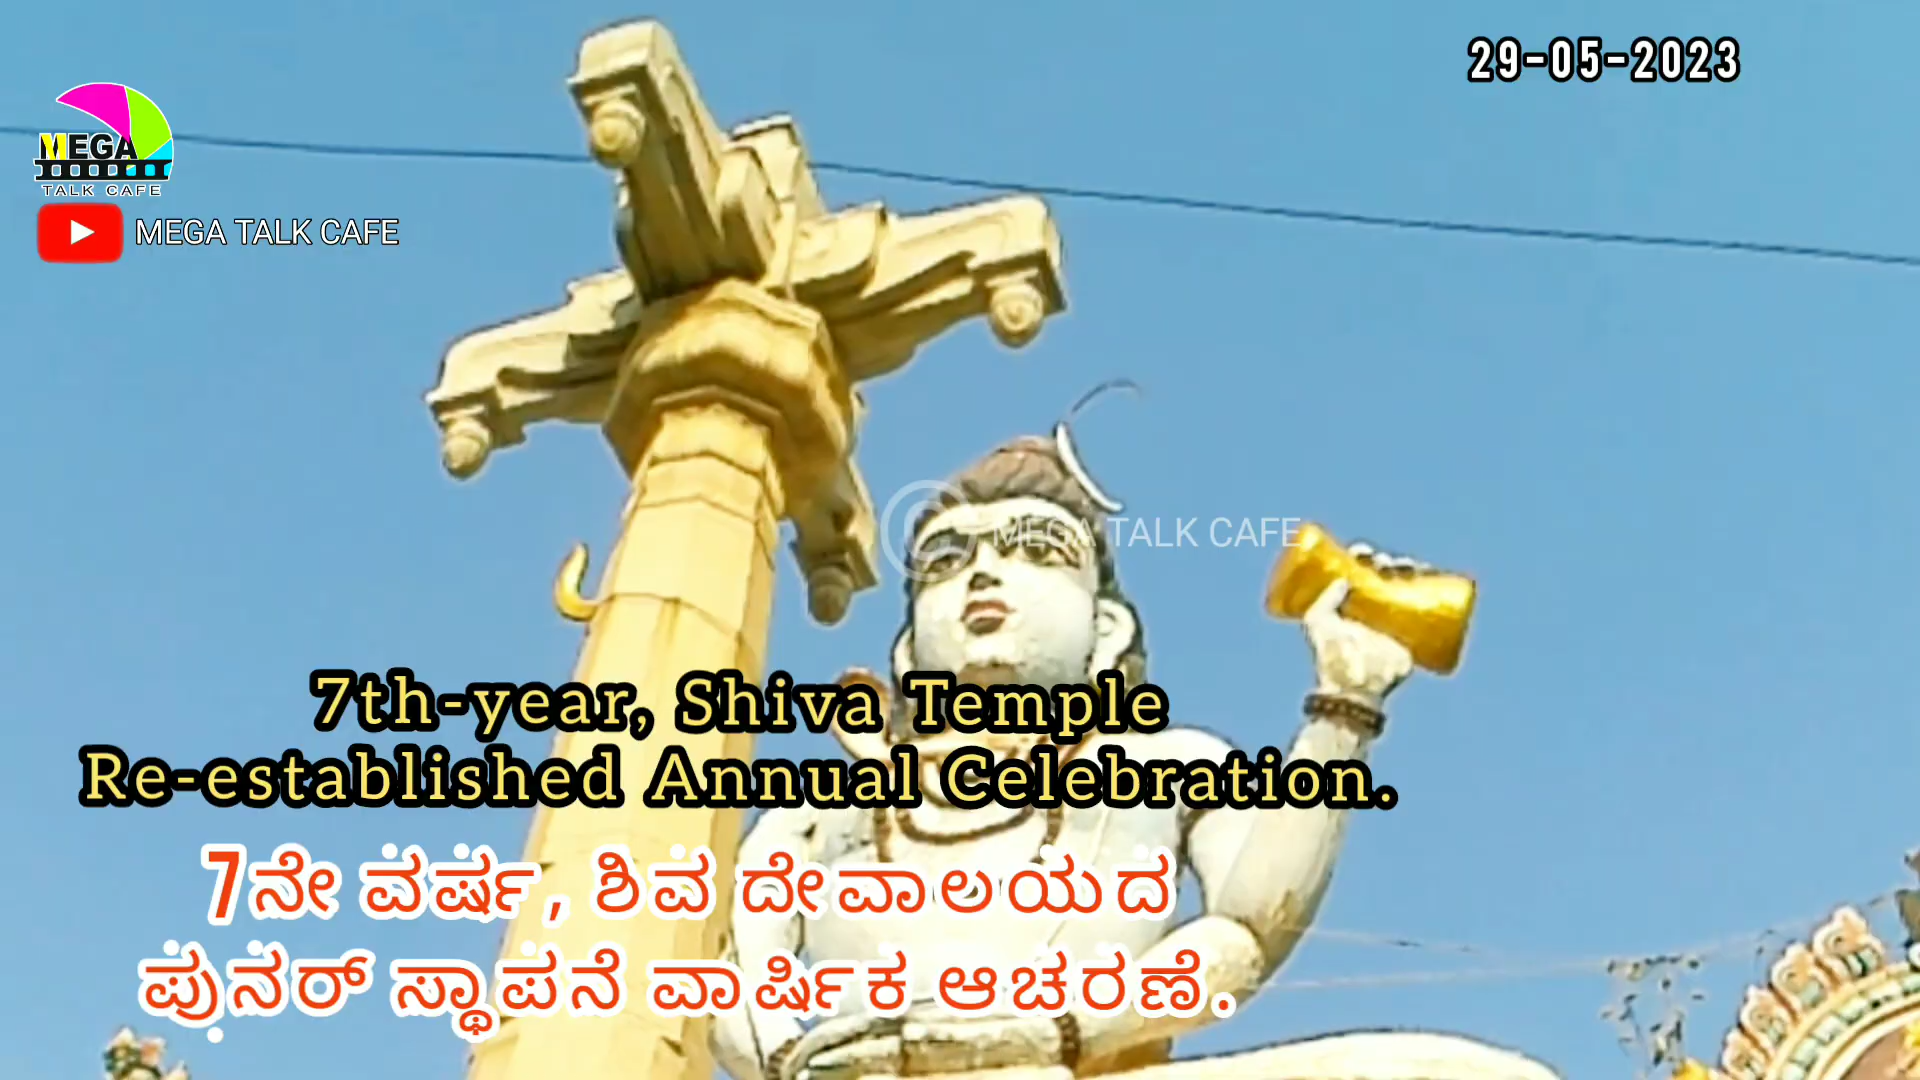 29-05-2023
MEGA
TALK CAFE
MEGA TALK CAFE
© MEGA TALK CAFE
7th-year, Shiva Temple
Re-established Annual Celebration.
7ನೇ ವರ್ಷ, ಶಿವ ದೇವಾಲಯದ
ಪುನರ್ ಸ್ಥಾಪನೆ ವಾರ್ಷಿಕ ಆಚರಣೆ.